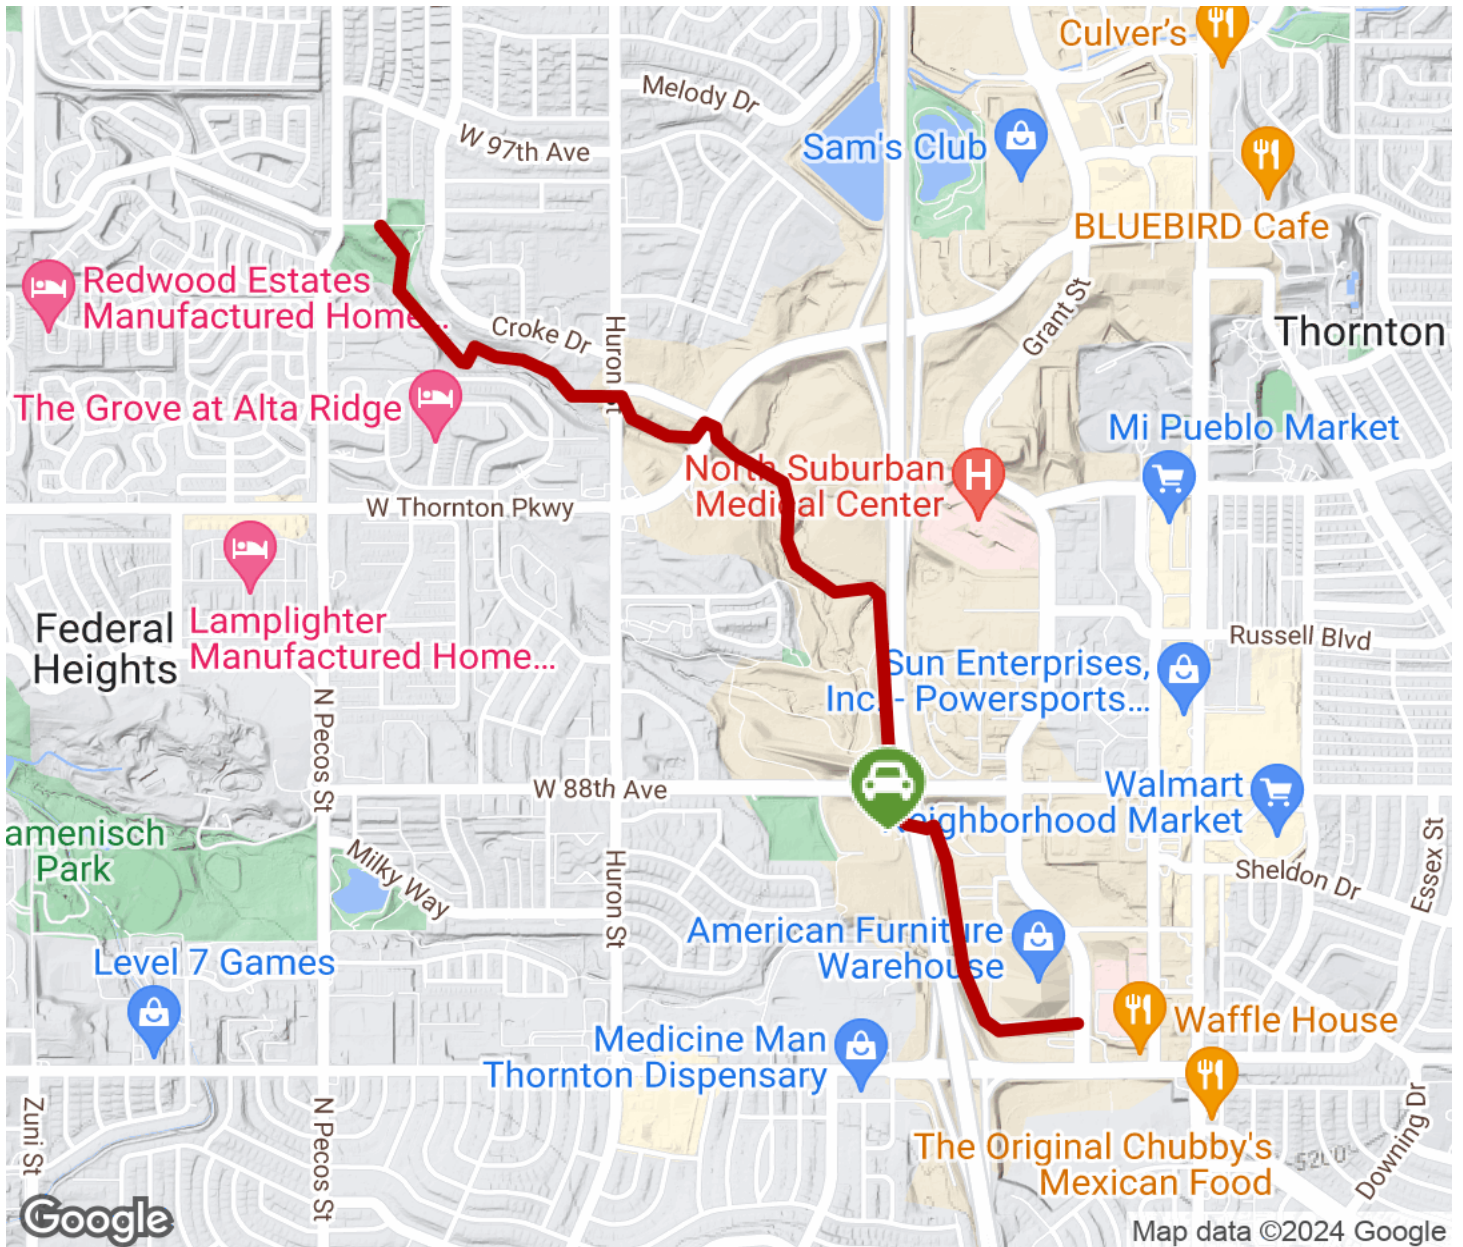 Culver's
Melody Dr
W 97th Ave
Sam's Club
BLUEBIRD Cafe
Redwood Estates
Manufactured Home...
Croke Dr
Huron St
Grant St
Thornton
The Grove at Alta Ridge
Mi Pueblo Market
North Suburban
Medical Center
W Thornton Pkwy
Federal
Heights
Lamplighter
Manufactured Home...
Russell Blvd
Sun Enterprises,
Inc. - Powersports...
N Pecos St
W 88th Ave
Walmart
Neighborhood Market
amenisch
Park
Milky Way
Huron St
Sheldon Dr
Essex St
American Furniture
Warehouse
Level 7 Games
Waffle House
Medicine Man
Thornton Dispensary
Zuni St
N Pecos St
The Original Chubby's
Mexican Food
5200
Downing Dr
Google
Map data ©2024 Google